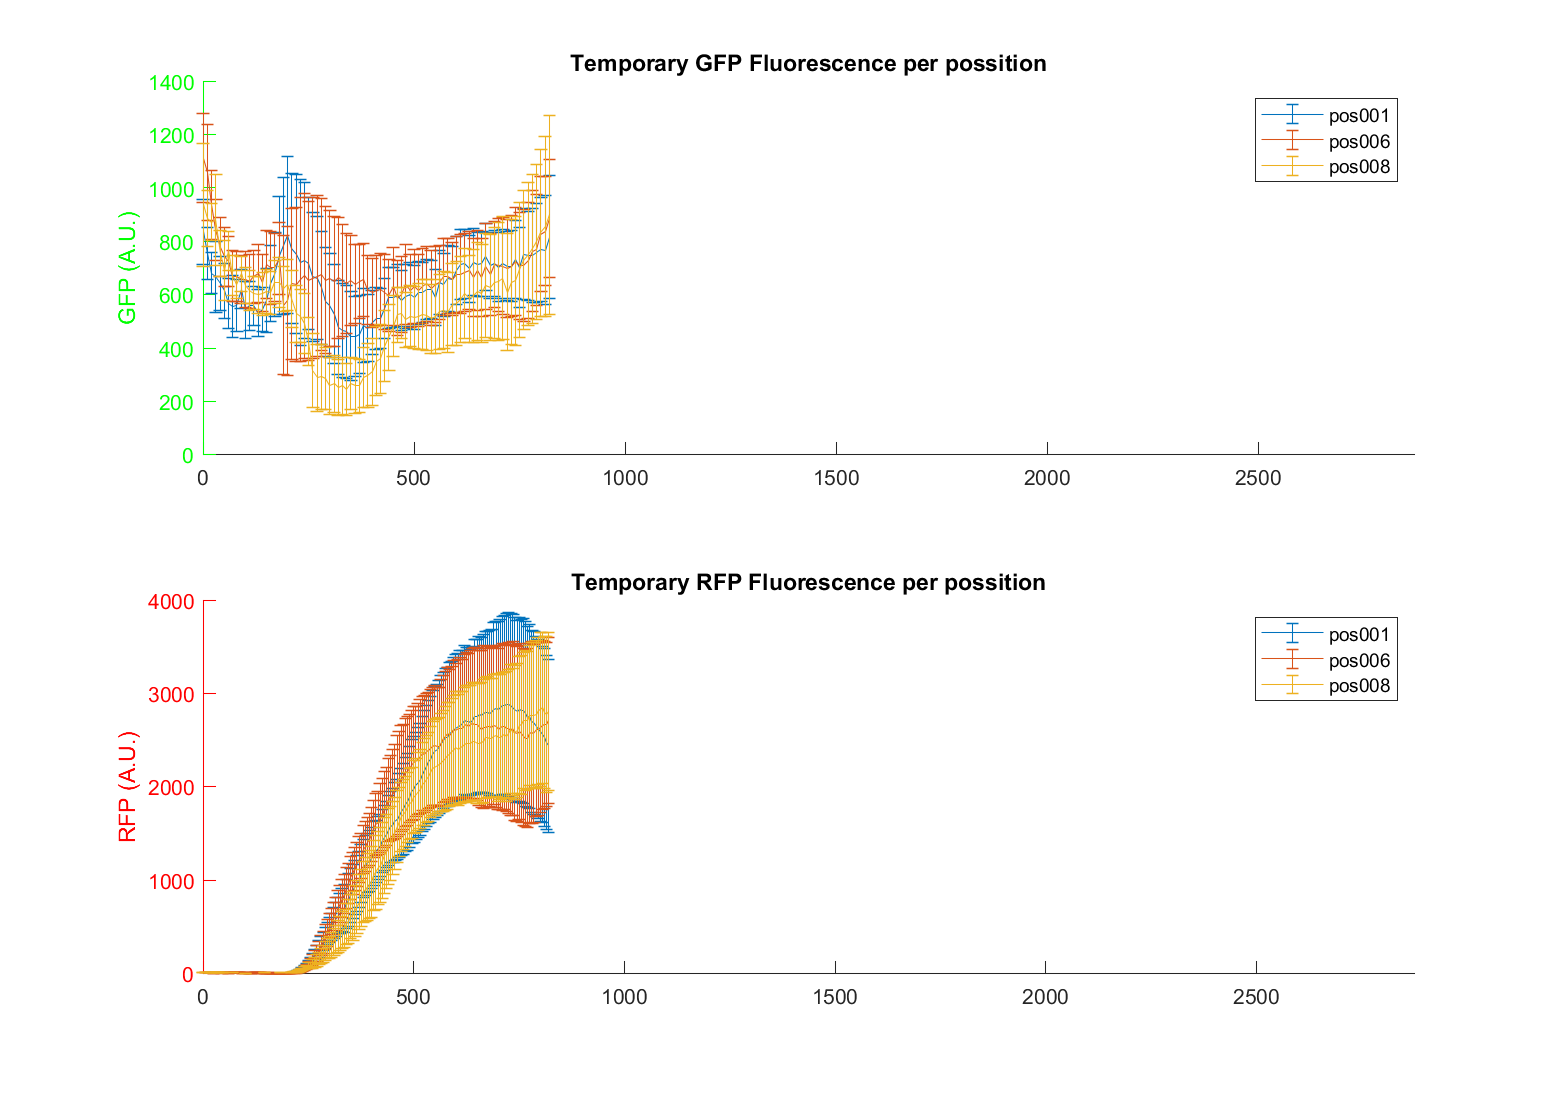 Temporary GFP Fluorescence per possition
1400
1200
1000
800
600
400
200
0
GFP (A.U.)
0 500 1000 1500 2000 2500
pos001
pos006
pos008
Temporary RFP Fluorescence per possition
4000
3000
2000
1000
0
RFP (A.U.)
0 500 1000 1500 2000 2500
pos001
pos006
pos008